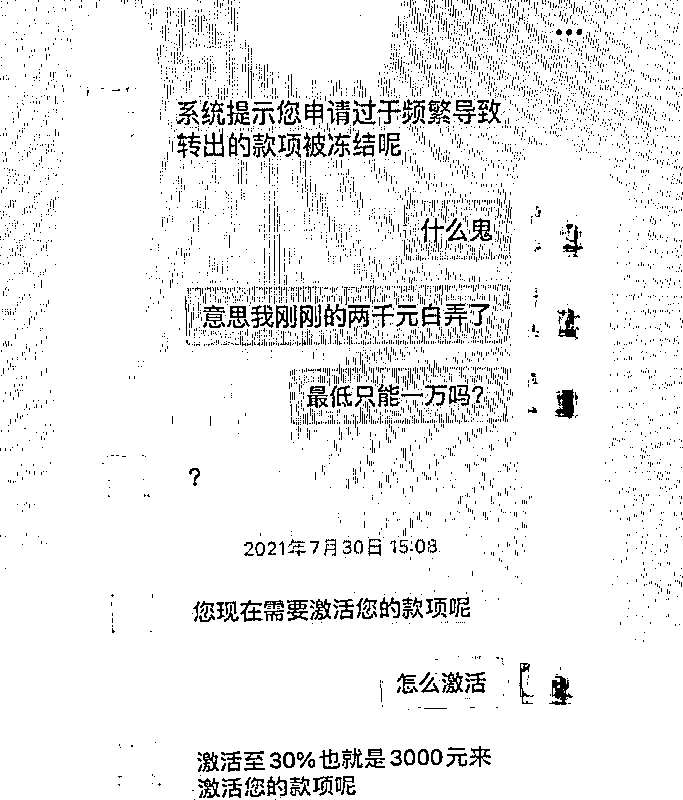 系统提示您申请过于频繁导致
转出的款项被冻结呢
什么鬼
意思我刚刚的两千元白弄了
最低只能一万吗?
?
2021年7月30日 15:08
您现在需要激活您的款项呢
怎么激活
激活至30%也就是3000元来
激活您的款项呢